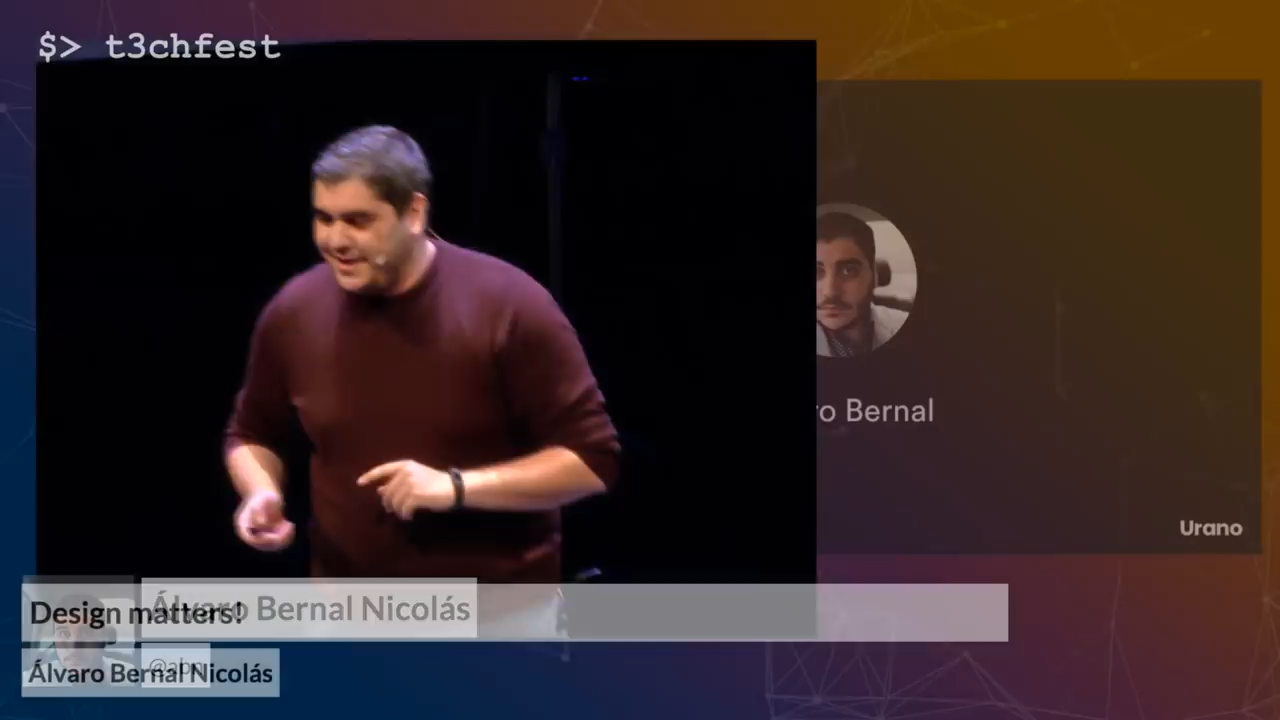 $> t3chfest
ro Bernal
Urano
Design matters!
Álvaro Bernal Nicolás
Álvaro Bernal Nicolás